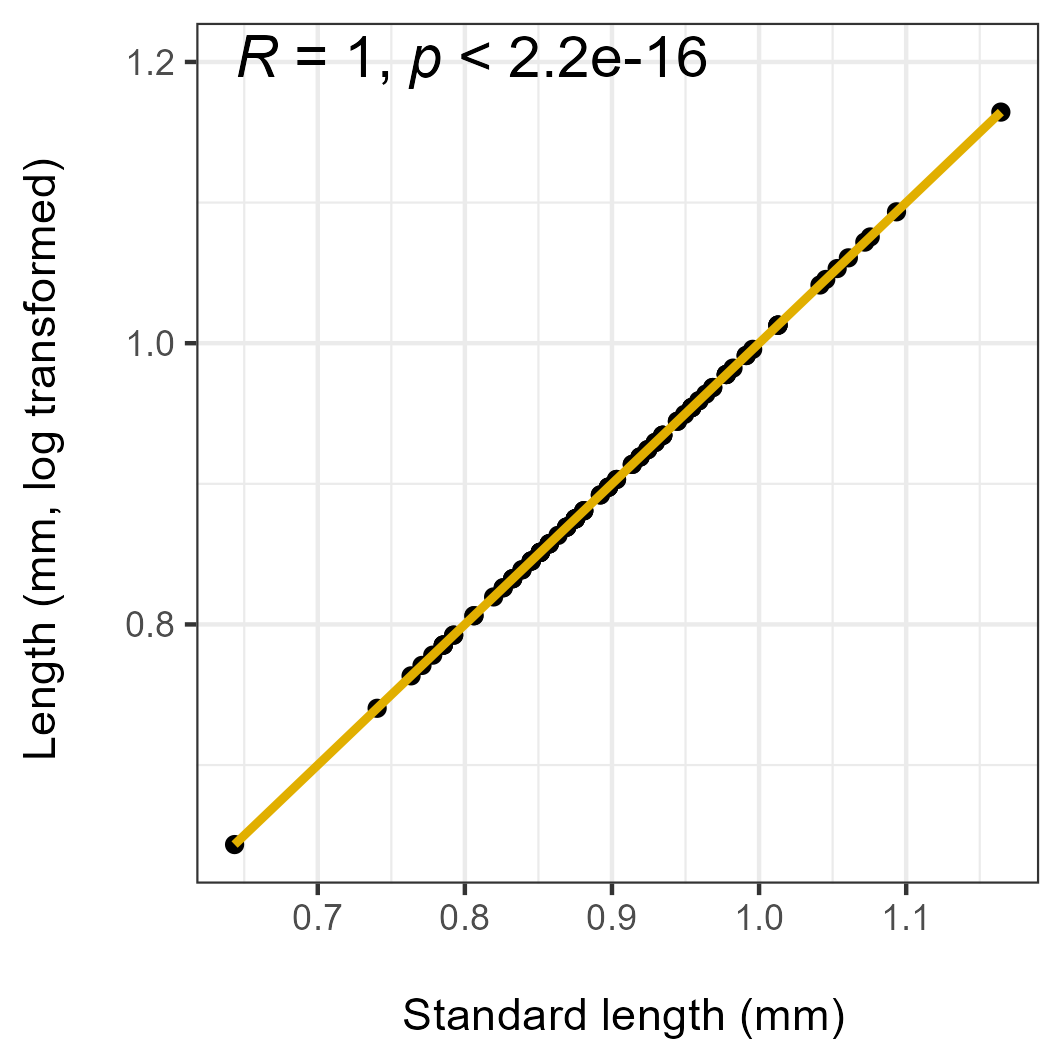 R = 1, p < 2.2e-16
1.2
1.0
0.8
Length (mm, log transformed)
0.7 0.8 0.9 1.0 1.1
Standard length (mm)